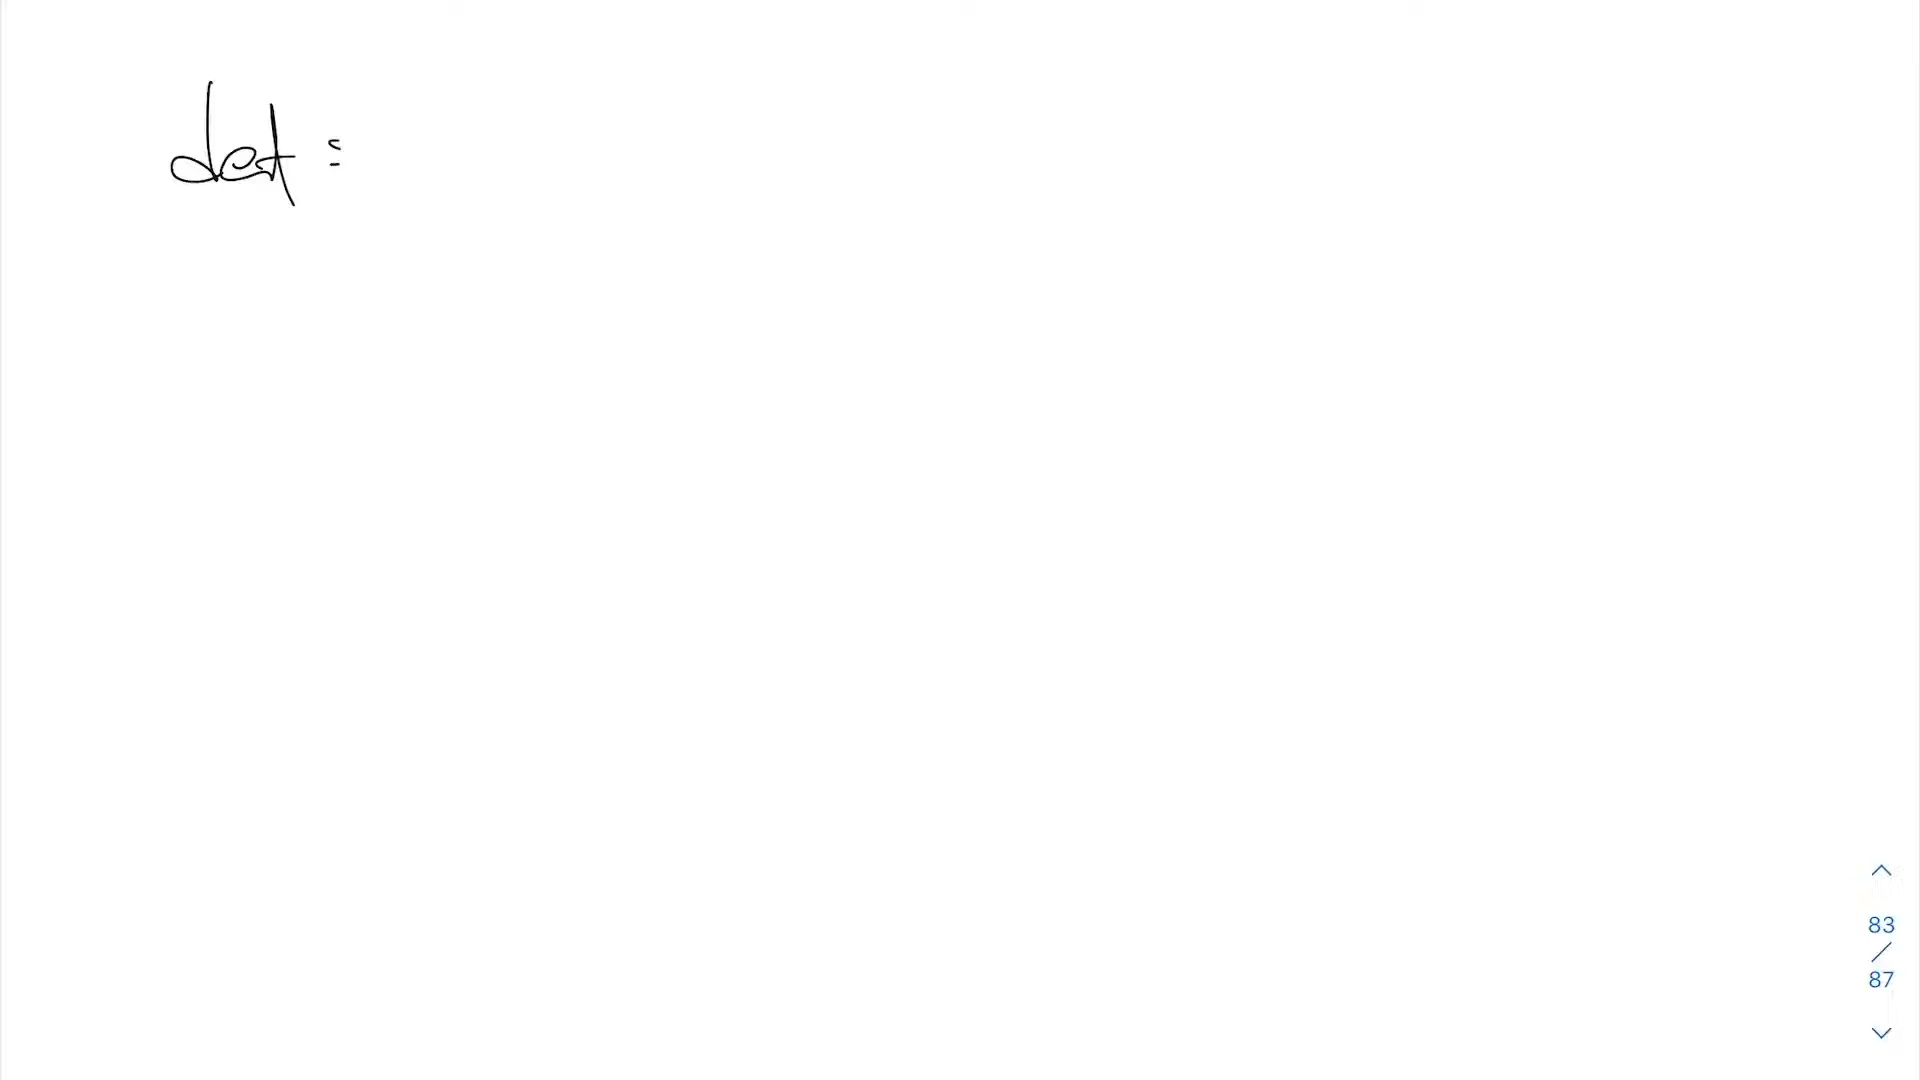 det =
83
/
87